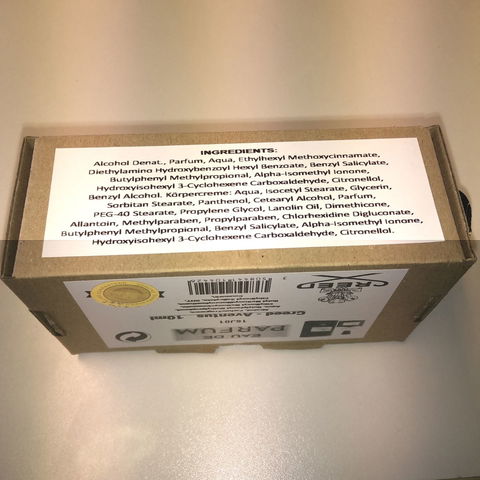 INGREDIENTS:
Alcohol Denat., Parfum, Aqua, Ethylhexyl Methoxycinnamate,
Diethylamino Hydroxybenzoyl Hexyl Benzoate, Benzyl Salicylate,
Butylphenyl Methylpropional, Alpha-Isomethyl Ionone,
Hydroxyisohexyl 3-Cyclohexene Carboxaldehyde, Citronellol,
Benzyl Alcohol. Körpercreme: Aqua, Isocetyl Stearate, Glycerin,
Sorbitan Stearate, Panthenol, Cetearyl Alcohol, Parfum,
PEG-40 Stearate, Propylene Glycol, Lanolin Oil, Dimethicone,
Allantoin, Methylparaben, Propylparaben, Chlorhexidine Digluconate,
Butylphenyl Methylpropional, Benzyl Salicylate, Alpha-Isomethyl Ionone,
Hydroxyisohexyl 3-Cyclohexene Carboxaldehyde, Citronellol.
EAU DE
PARFUM
15J01
Creed - Aventus - 10ml
CREED